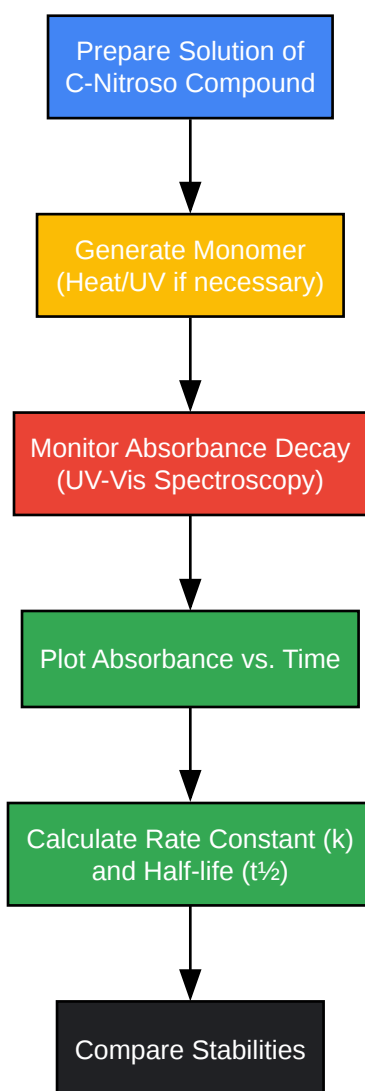 Prepare Solution of
C-Nitroso Compound
Generate Monomer
(Heat/UV if necessary)
Monitor Absorbance Decay
(UV-Vis Spectroscopy)
Plot Absorbance vs. Time
Calculate Rate Constant (k)
and Half-life (t½)
Compare Stabilities